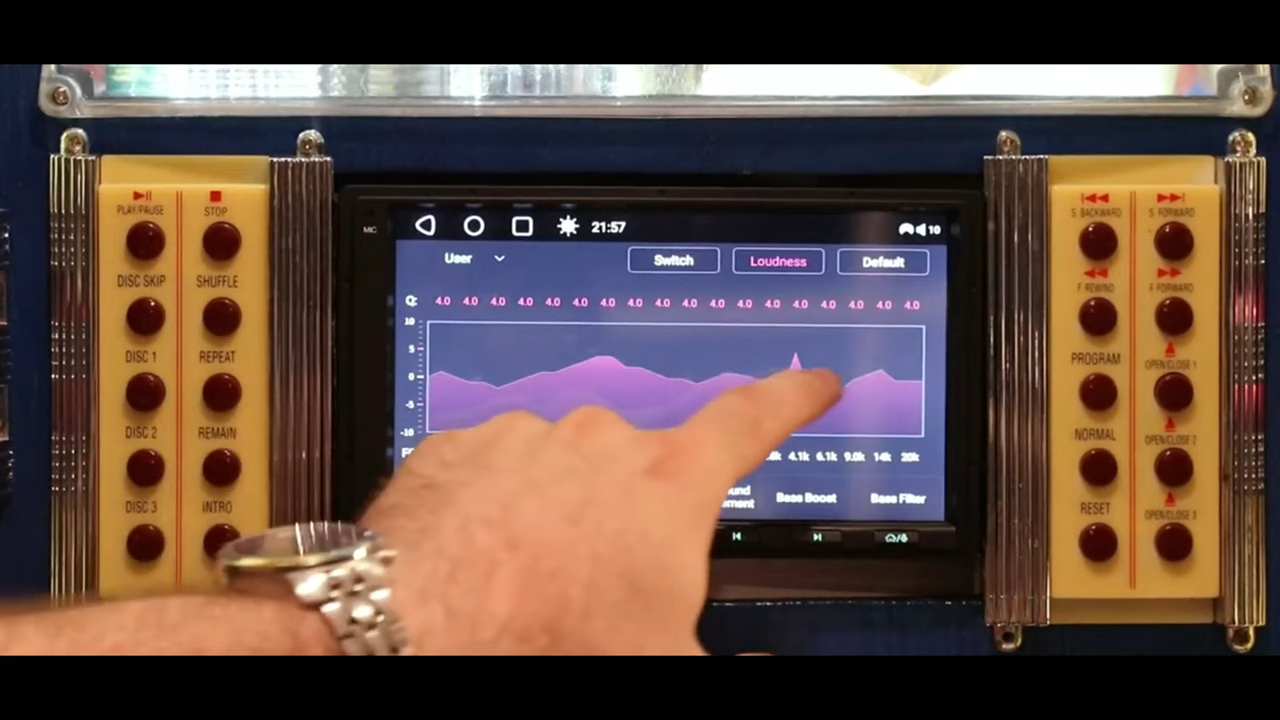 PLAY/PAUSE STOP
DISC SKIP SHUFFLE
DISC 1 REPEAT
DISC 2 REMAIN
DISC 3 INTRO
MIC
21:57
10
User
Switch
Loudness
Default
Q: 4.0 4.0 4.0 4.0 4.0 4.0 4.0 4.0 4.0 4.0 4.0 4.0 4.0 4.0 4.0 4.0 4.0 4.0
10
5
0
-5
-10
4.1k 6.1k 9.0k 14k 20k
Bass Boost
Bass Filter
S. BACKWARD S. FORWARD
F. REWIND F. FORWARD
PROGRAM OPEN/CLOSE 1
NORMAL OPEN/CLOSE 2
RESET OPEN/CLOSE 3